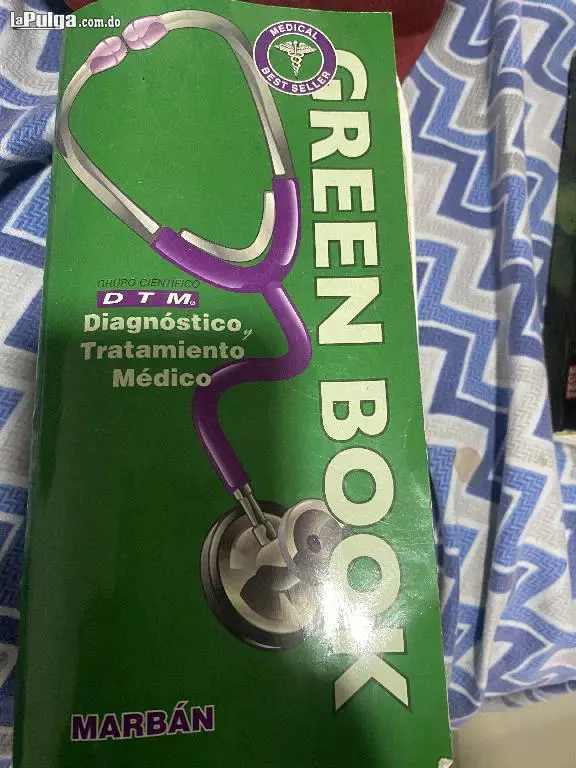 laPulga.com.do
MEDICAL
BEST SELLER
GREEN BOOK
GRUPO CIENTIFICO
DTM
Diagnóstico y
Tratamiento
Médico
MARBÁN